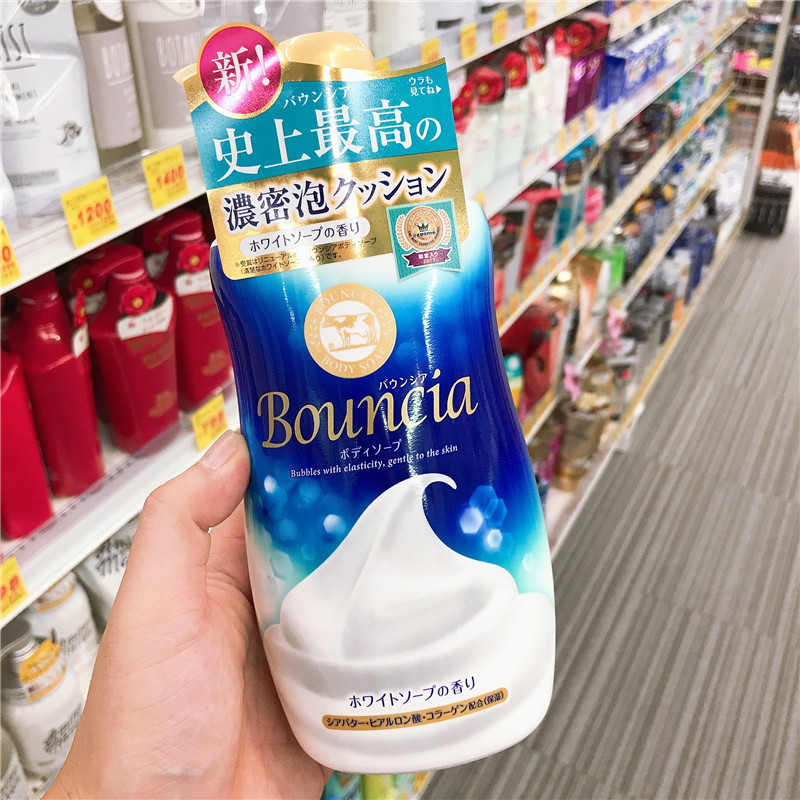 新!
ウラも
見てね▶
バウンシア
史上最高の
濃密泡クッション
ホワイトソープの香り
@cosme
BOUNCIA
BODY SOAP
バウンシア
Bouncia
ボディソープ
Bubbles with elasticity, gentle to the skin
ホワイトソープの香り
シアバター・ヒアルロン酸・コラーゲン配合(保湿)
1200
1400
798